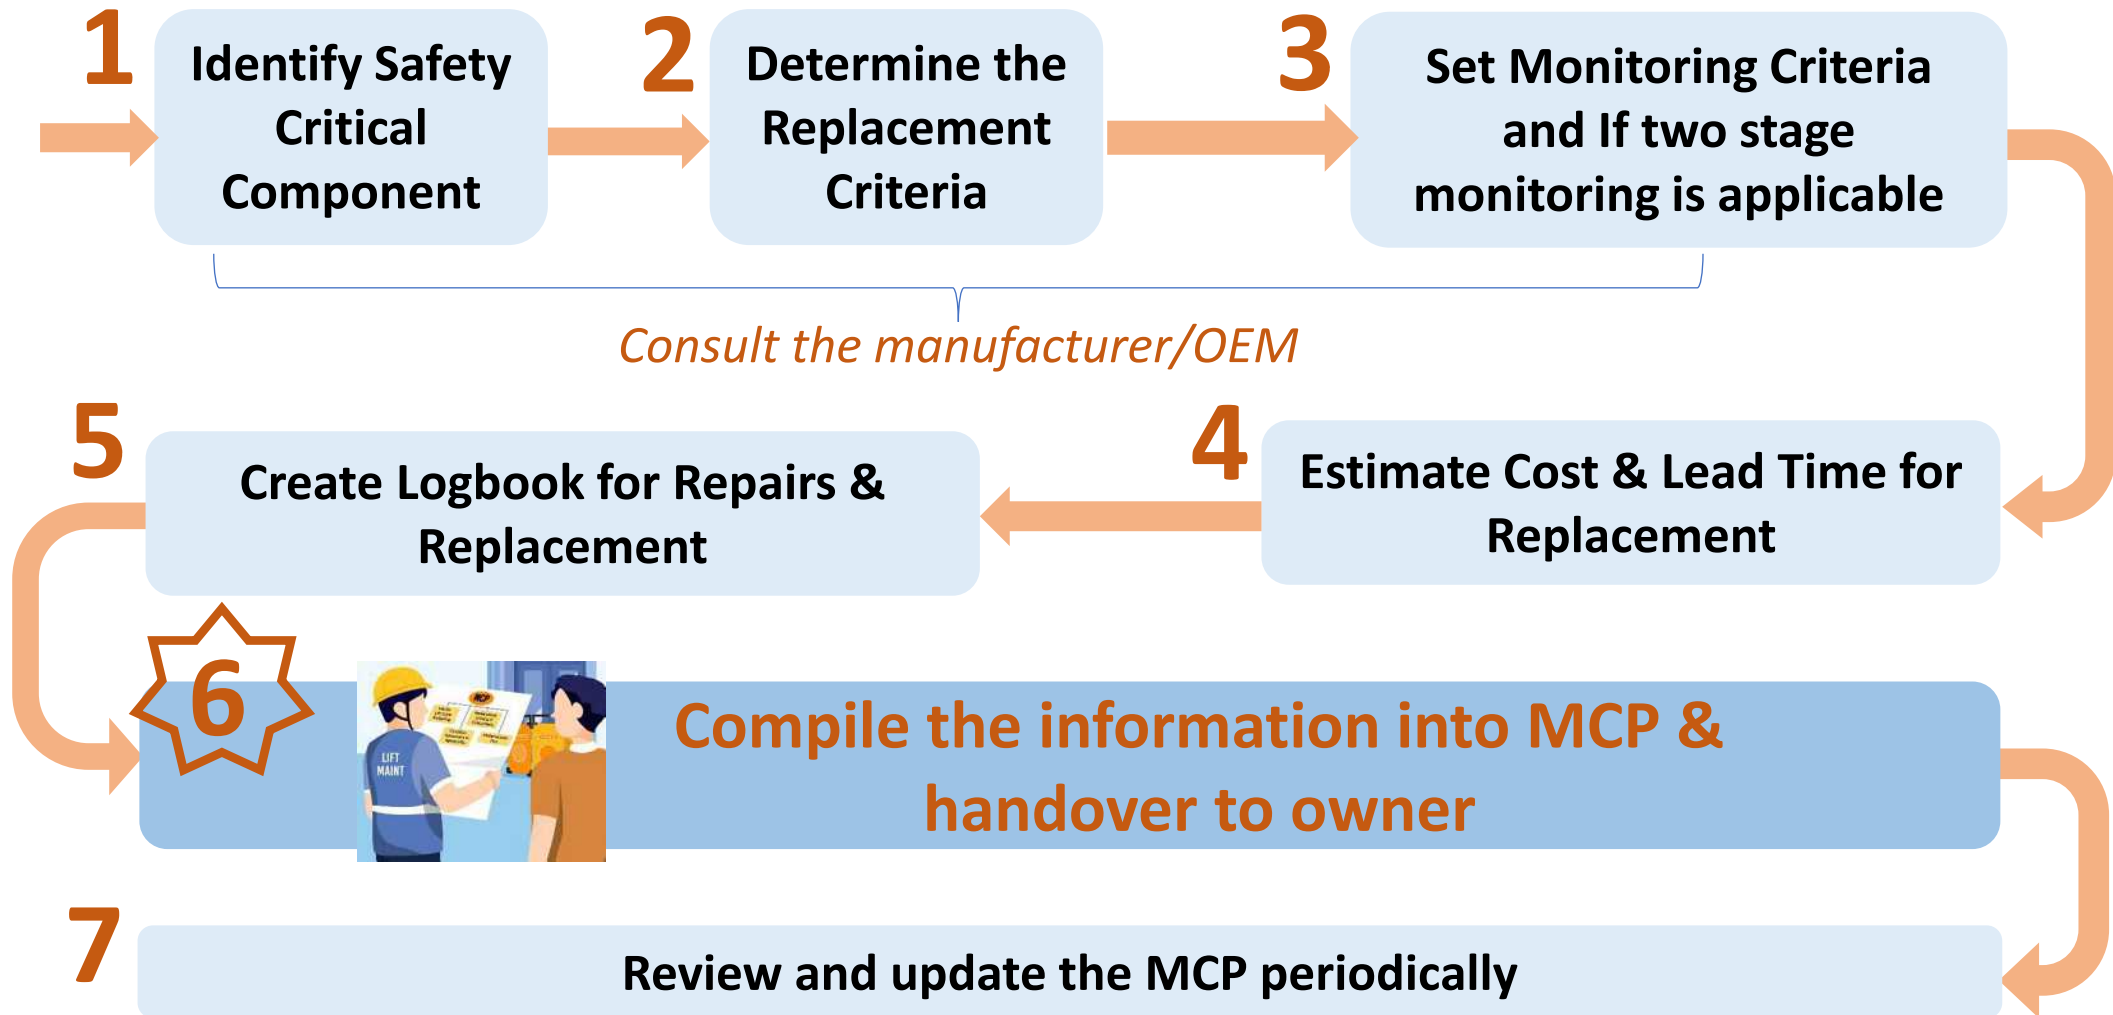 1
Identify Safety
Critical
Component
2
Determine the
Replacement
Criteria
3
Set Monitoring Criteria
and If two stage
monitoring is applicable
Consult the manufacturer/OEM
4
Estimate Cost & Lead Time for
Replacement
5
Create Logbook for Repairs &
Replacement
6
MCP
LIFT
MAINT
Compile the information into MCP &
handover to owner
7
Review and update the MCP periodically